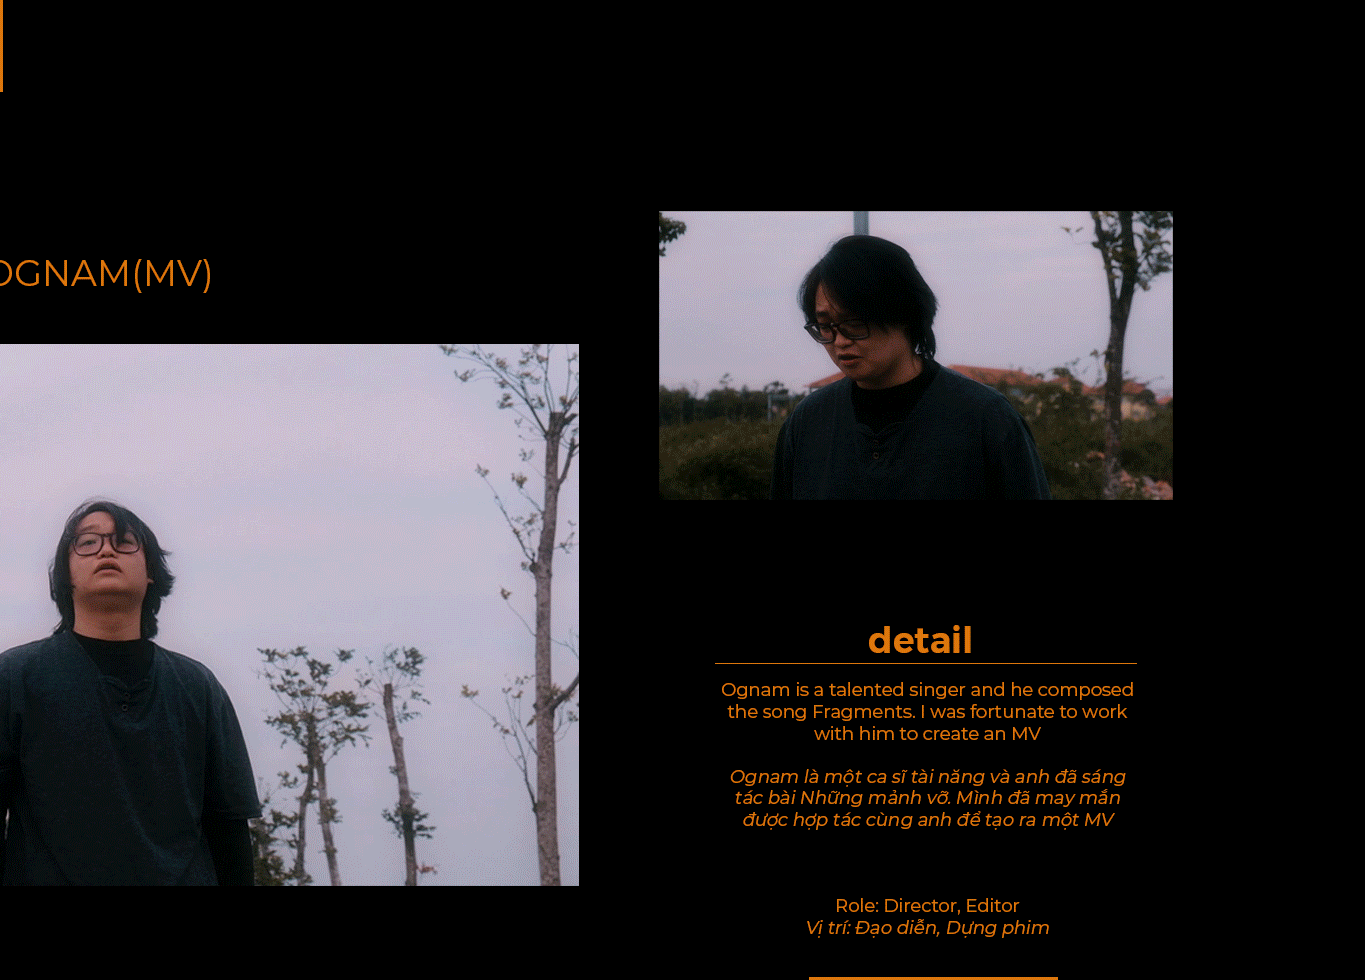 OGNAM(MV)
detail
Ognam is a talented singer and he composed
the song Fragments. I was fortunate to work
with him to create an MV
Ognam là một ca sĩ tài năng và anh đã sáng
tác bài Những mảnh vỡ. Mình đã may mắn
được hợp tác cùng anh để tạo ra một MV
Role: Director, Editor
Vị trí: Đạo diễn, Dựng phim